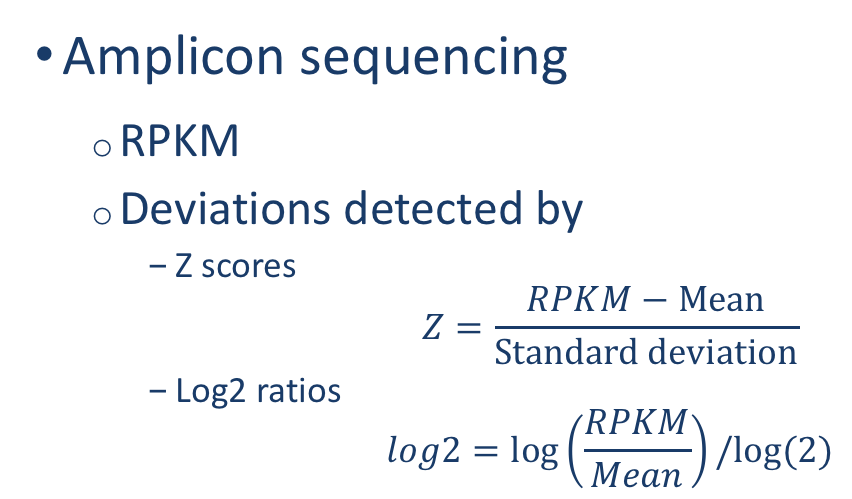 • Amplicon sequencing
○ RPKM
○ Deviations detected by
− Z scores
Z = (RPKM − Mean) / (Standard deviation)
− Log2 ratios
log2 = log(RPKM / Mean) /log(2)